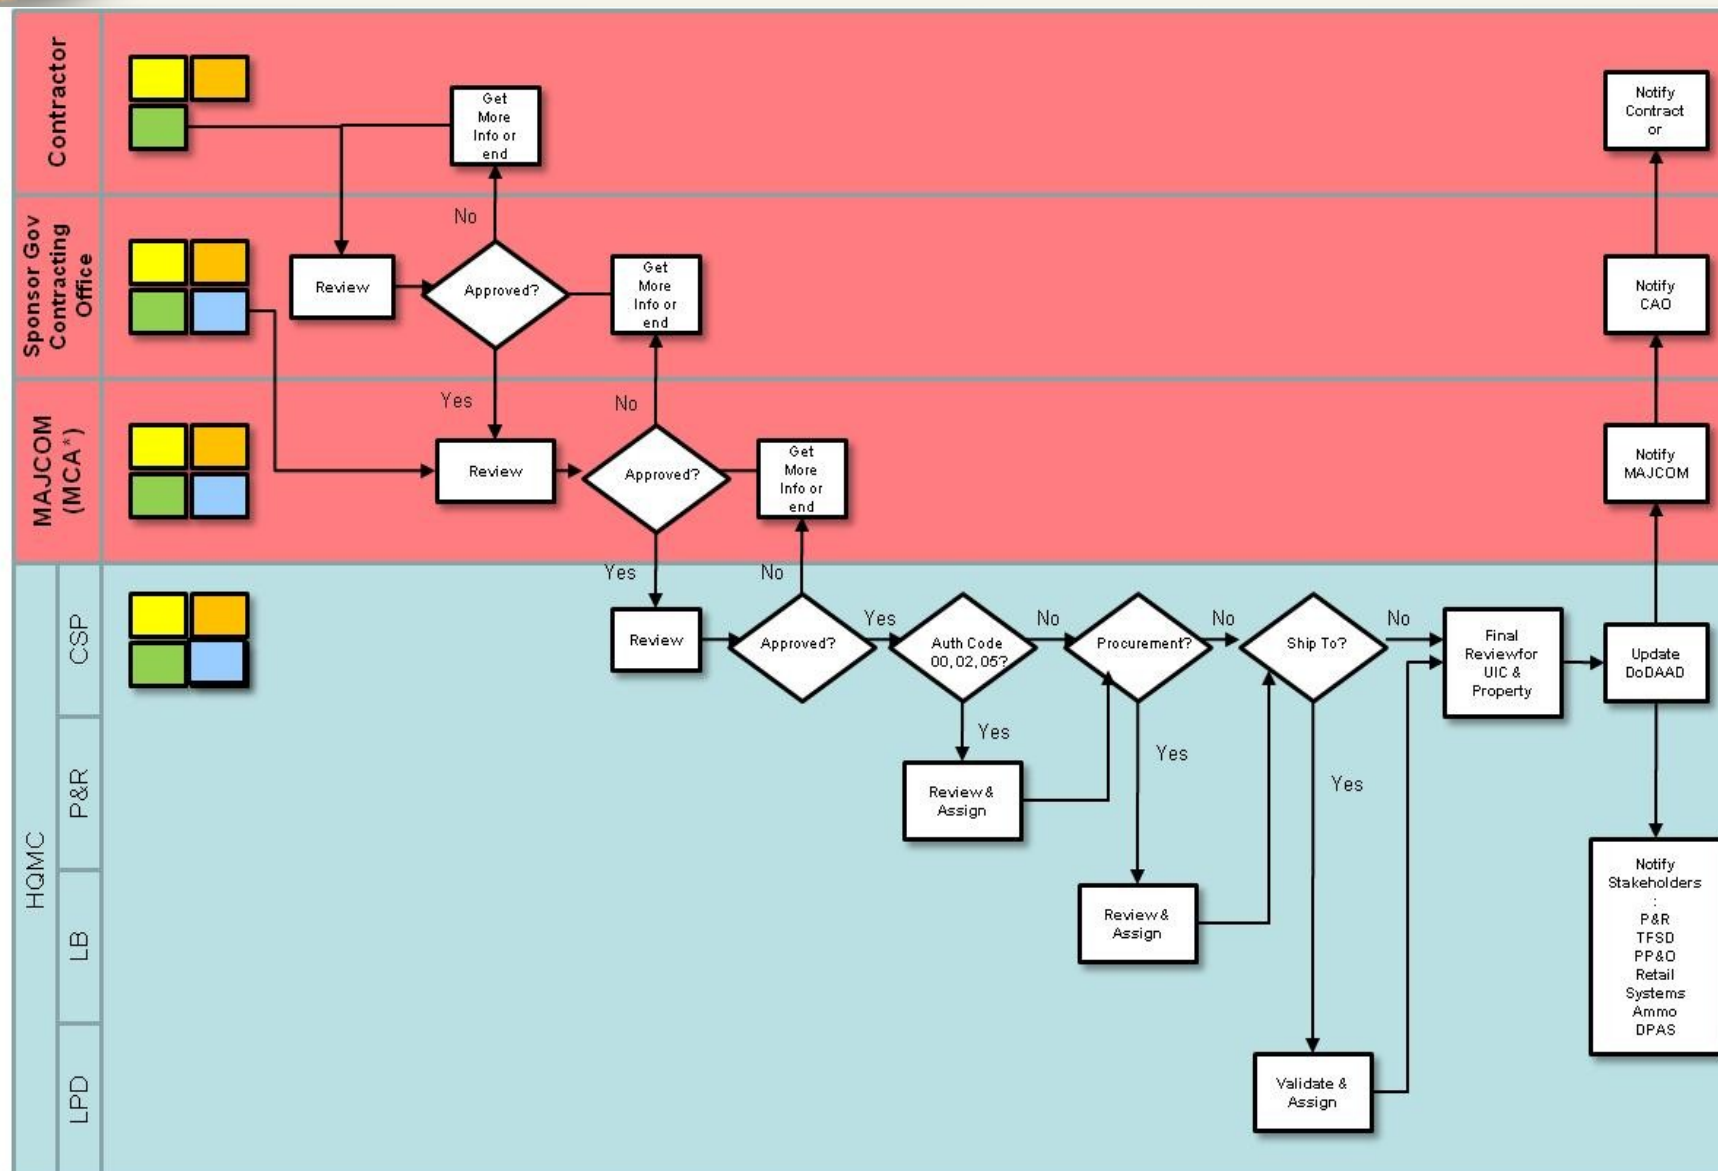 Contractor
Get
More
Info or
end
Notify
Contract
or
No
Sponsor Gov
Contracting
Office
Review
Approved?
Get
More
Info or
end
Notify
CAO
Yes
No
MAJCOM
(MCA*)
Review
Approved?
Get
More
Info or
end
Notify
MAJCOM
Yes
No
HQMC
CSP
Review
Approved?
Yes
Auth Code
00, 02, 05?
No
Procurement?
No
Ship To?
No
Final
Reviewfor
UIC &
Property
Update
DoDAAD
Yes
Yes
Yes
P&R
Review &
Assign
LB
Review &
Assign
Notify
Stakeholders
:
P&R
TFSD
PP&O
Retail
Systems
Ammo
DPAS
LPD
Validate &
Assign